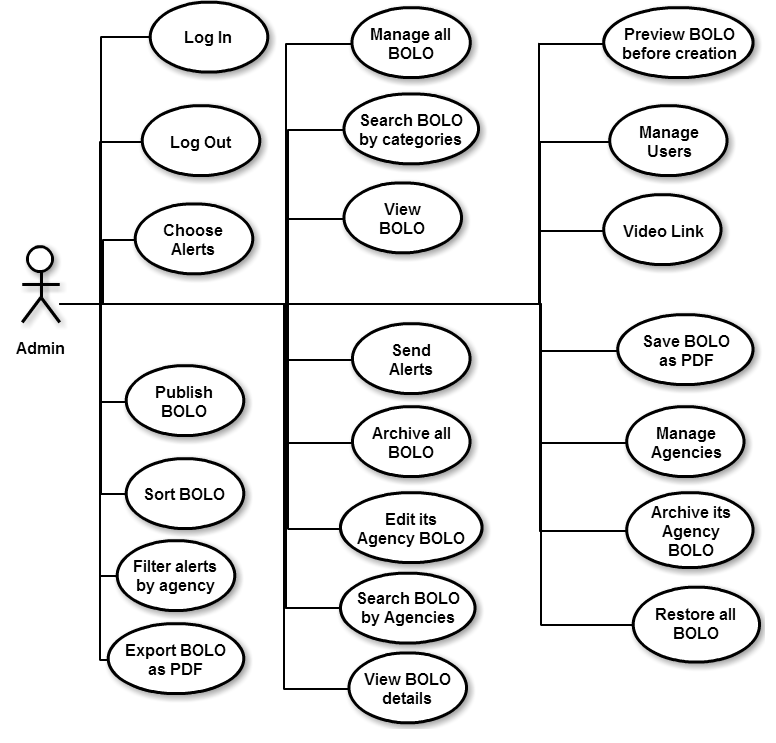 Log In
Log Out
Choose
Alerts
Admin
Publish
BOLO
Sort BOLO
Filter alerts
by agency
Export BOLO
as PDF
Manage all
BOLO
Search BOLO
by categories
View
BOLO
Send
Alerts
Archive all
BOLO
Edit its
Agency BOLO
Search BOLO
by Agencies
View BOLO
details
Preview BOLO
before creation
Manage
Users
Video Link
Save BOLO
as PDF
Manage
Agencies
Archive its
Agency
BOLO
Restore all
BOLO